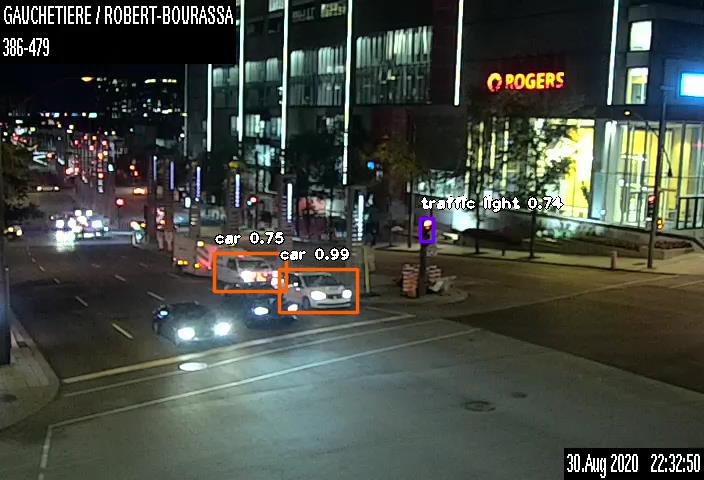 GAUCHETIERE / ROBERT-BOURASSA
386-479
ROGERS
traffic light 0.74
car 0.75
car 0.99
30.Aug 2020 22:32:50